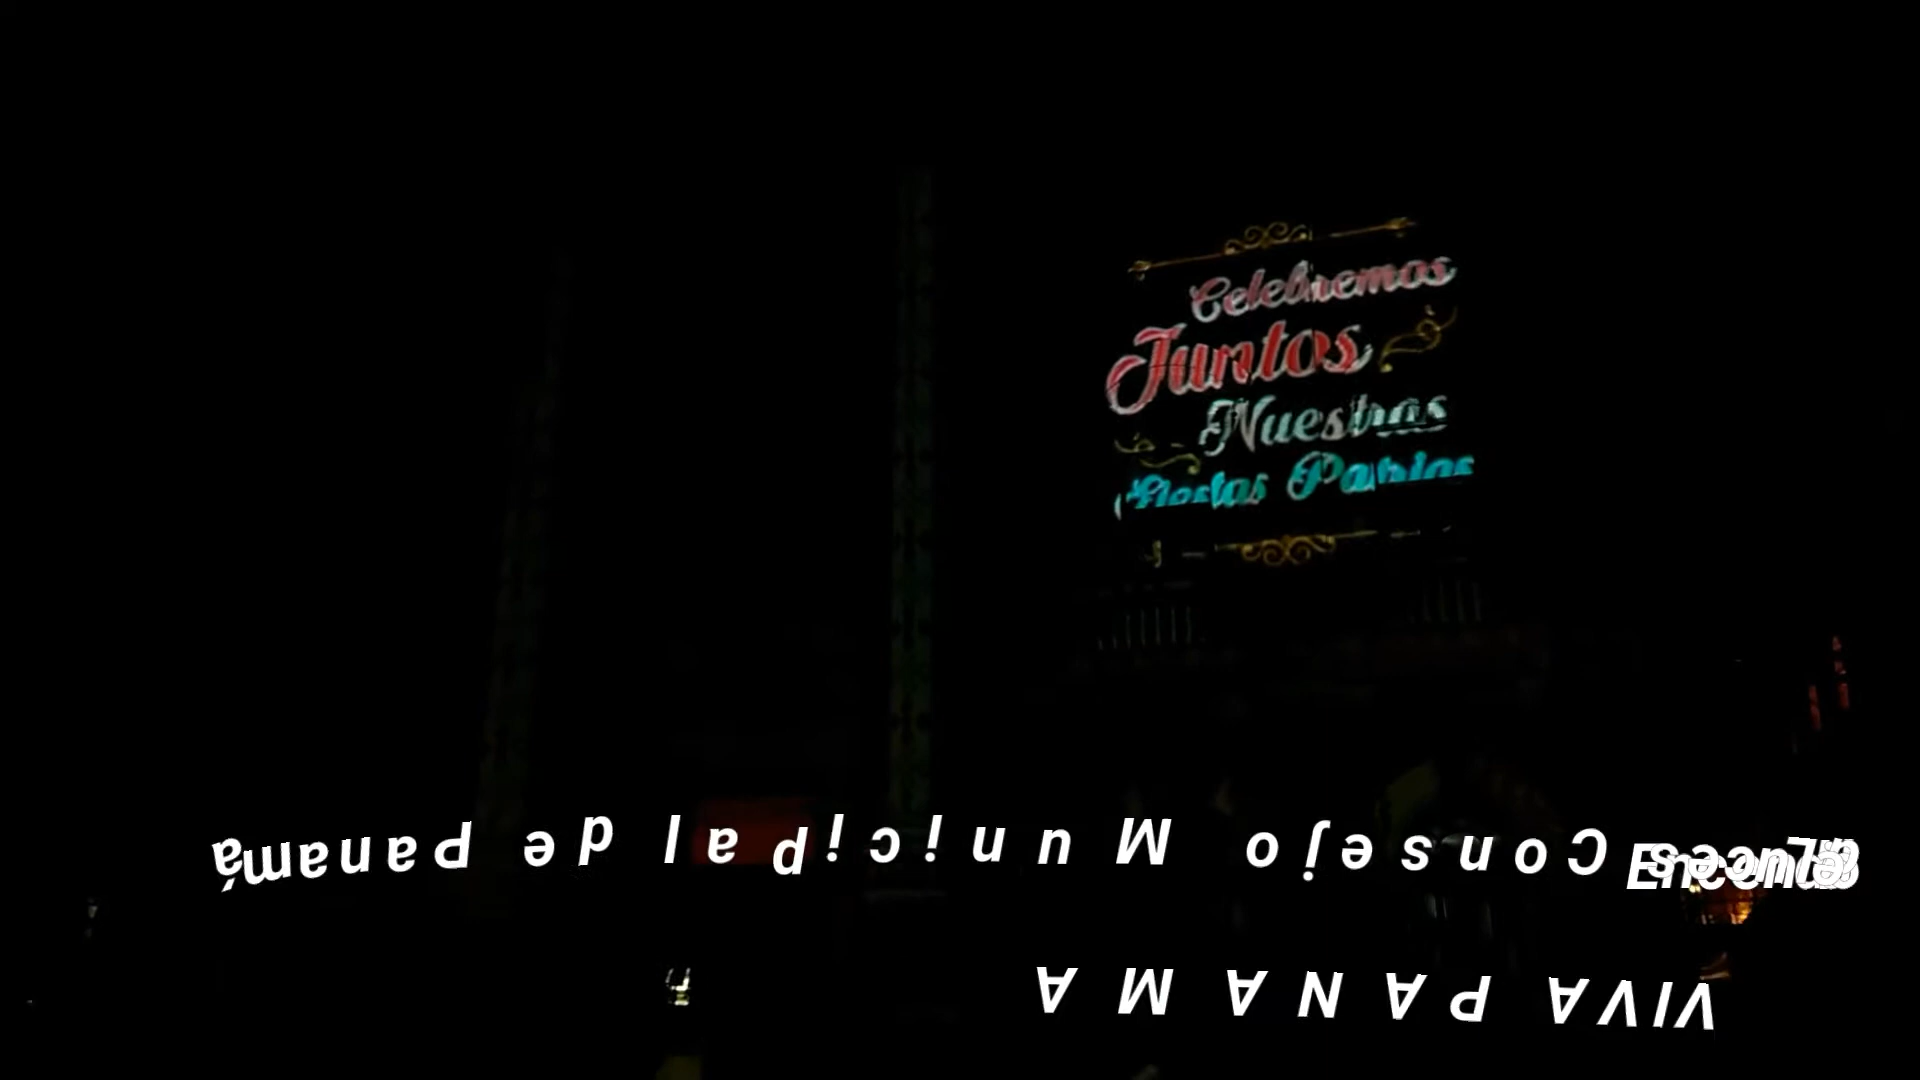 Celebremos
Juntos
Nuestras
Fiestas Patrias
Consejo Municipal de Panamá
VIVA PANAMA